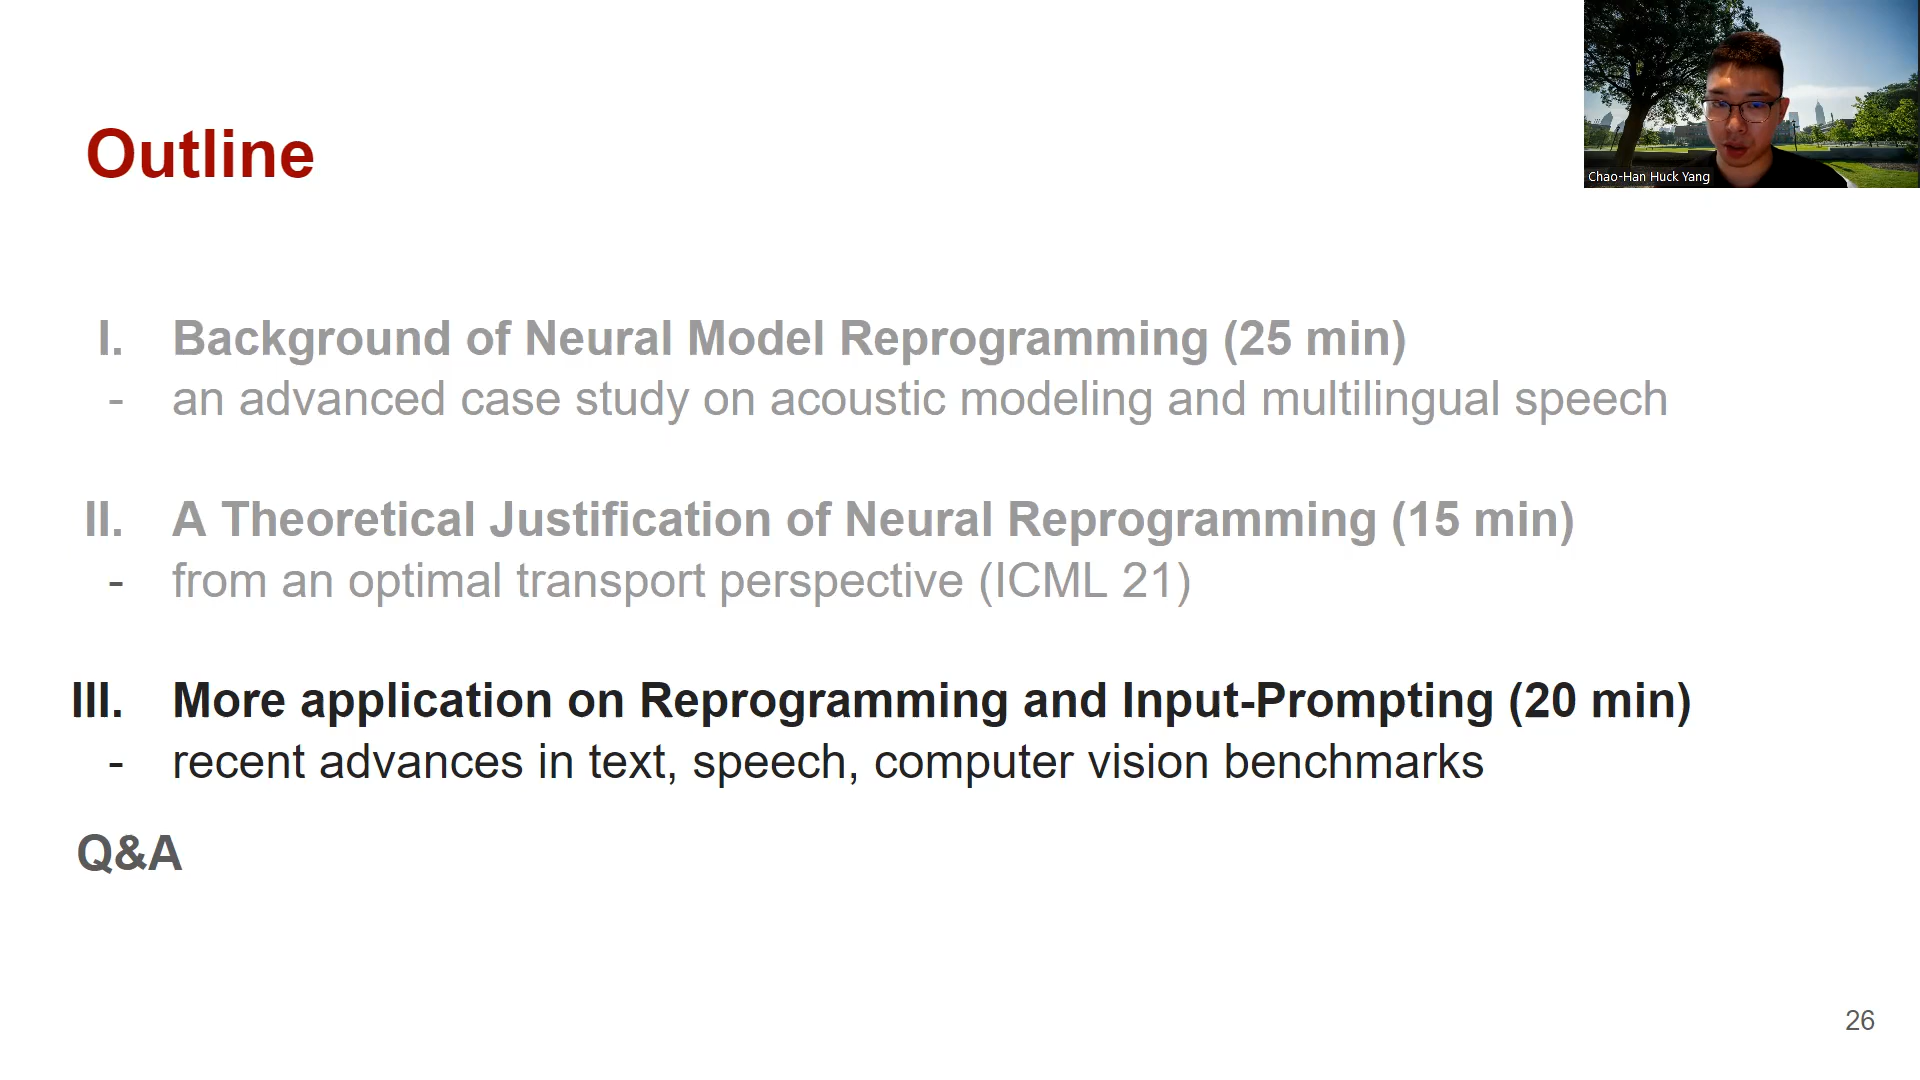 Outline
Chao-Han Huck Yang
I. Background of Neural Model Reprogramming (25 min)
- an advanced case study on acoustic modeling and multilingual speech
II. A Theoretical Justification of Neural Reprogramming (15 min)
- from an optimal transport perspective (ICML 21)
III. More application on Reprogramming and Input-Prompting (20 min)
- recent advances in text, speech, computer vision benchmarks
Q&A
26